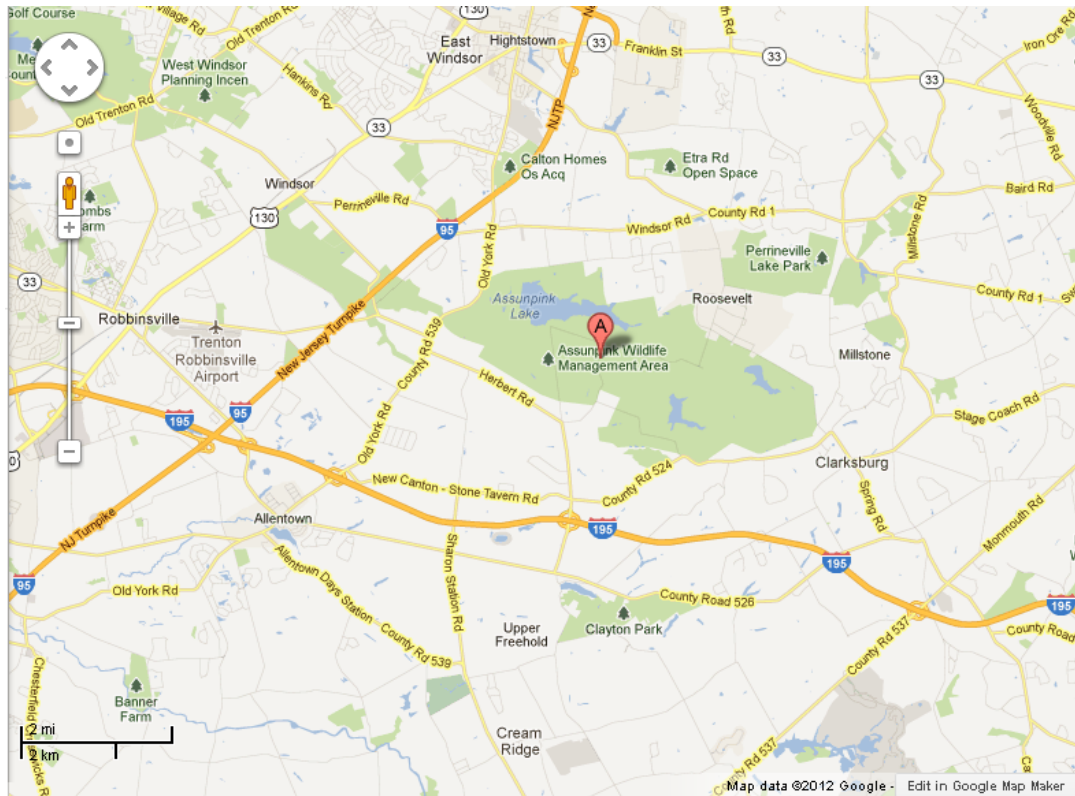 Golf Course
Village Rd
Old Trenton Rd
130
East
Windsor
Hightstown
33
Franklin St
33
Iron Ore Rd
33
Woodville Rd
West Windsor
Planning Incen
Hankins Rd
Old Trenton Rd
33
NJTP
Calton Homes
Os Acq
Etra Rd
Open Space
Windsor
Perrineville Rd
Baird Rd
County Rd 1
Millstone Rd
130
95
Windsor Rd
Old York Rd
Perrineville
Lake Park
33
County Rd 1
Roosevelt
Assunpink
Lake
A
Robbinsville
Trenton
Robbinsville
Airport
New Jersey Turnpike
County Rd 539
Assunpink Wildlife
Management Area
Millstone
Herbert Rd
195
95
Stage Coach Rd
Old York Rd
Clarksburg
County Rd 524
New Canton - Stone Tavern Rd
Spring Rd
Monmouth Rd
NJ Turnpike
Allentown
195
195
95
Sharon Station Rd
Old York Rd
Allentown Days Station - County Rd 539
County Road 526
195
Clayton Park
Upper
Freehold
County Rd 537
County Road
Banner
Farm
Cream
Ridge
County Rd 537
2 mi
2 km
Map data ©2012 Google -
Edit in Google Map Maker